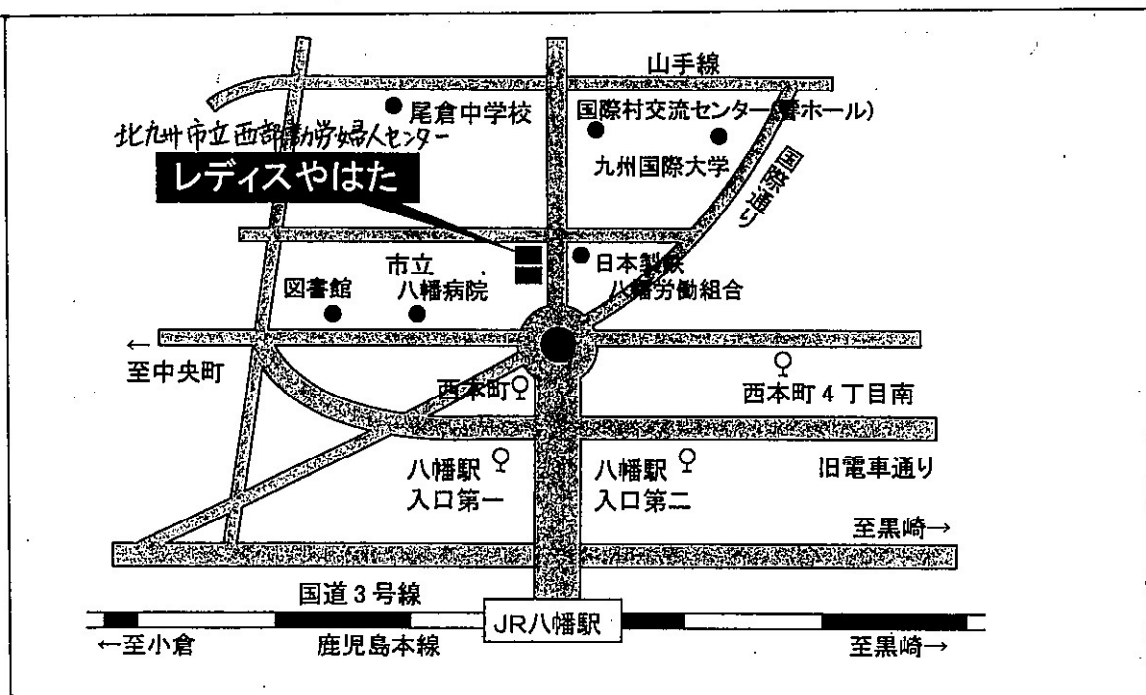 山手線
尾倉中学校
国際村交流センター(響ホール)
北九州市立西部勤労婦人センター
九州国際大学
国際通り
レディスやはた
市立
八幡病院
図書館
日本製鉄
八幡労働組合
←
至中央町
西本町
西本町4丁目南
八幡駅
入口第一
八幡駅
入口第二
旧電車通り
至黒崎→
国道3号線
JR八幡駅
←至小倉
鹿児島本線
至黒崎→